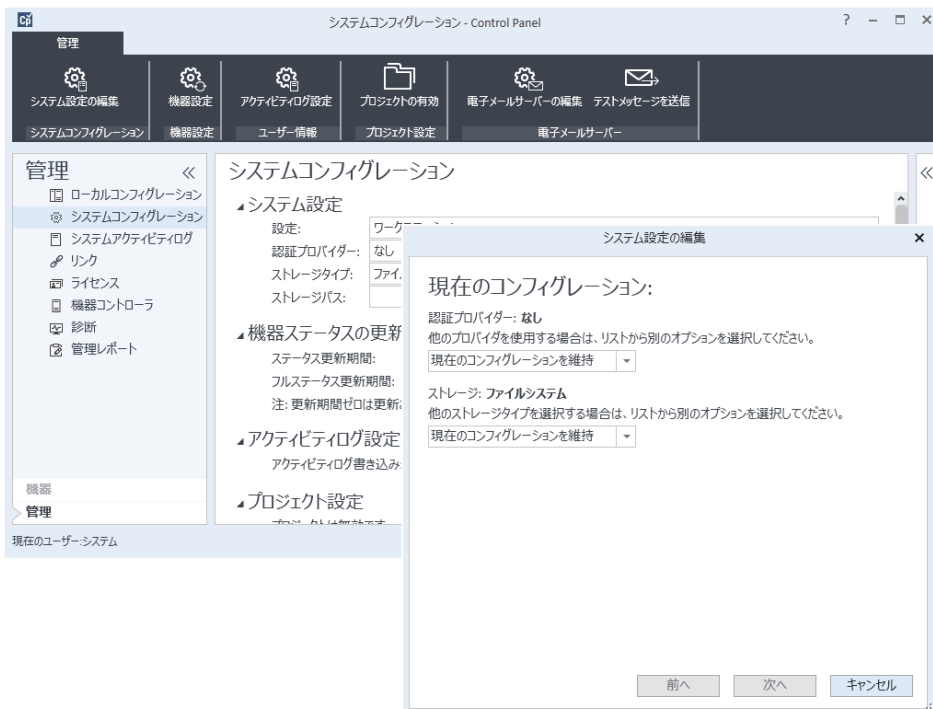 システムコンフィグレーション - Control Panel
管理
システム設定の編集
機器設定
アクティビティログ設定
プロジェクトの有効
電子メールサーバーの編集
テストメッセージを送信
システムコンフィグレーション
機器設定
ユーザー情報
プロジェクト設定
電子メールサーバー
管理
ローカルコンフィグレーション
システムコンフィグレーション
システムアクティビティログ
リンク
ライセンス
機器コントローラ
診断
管理レポート
機器
管理
現在のユーザー:システム
システムコンフィグレーション
システム設定
設定:
認証プロバイダー: なし
ストレージタイプ: ファイ
ストレージパス:
機器ステータスの更新
ステータス更新期間:
フルステータス更新期間:
注: 更新期間ゼロは更新
アクティビティログ設定
アクティビティログ書き込み
プロジェクト設定
システム設定の編集
現在のコンフィグレーション:
認証プロバイダー: なし
他のプロバイダを使用する場合は、リストから別のオプションを選択してください。
現在のコンフィグレーションを維持
ストレージ: ファイルシステム
他のストレージタイプを選択する場合は、リストから別のオプションを選択してください。
現在のコンフィグレーションを維持
前へ
次へ
キャンセル